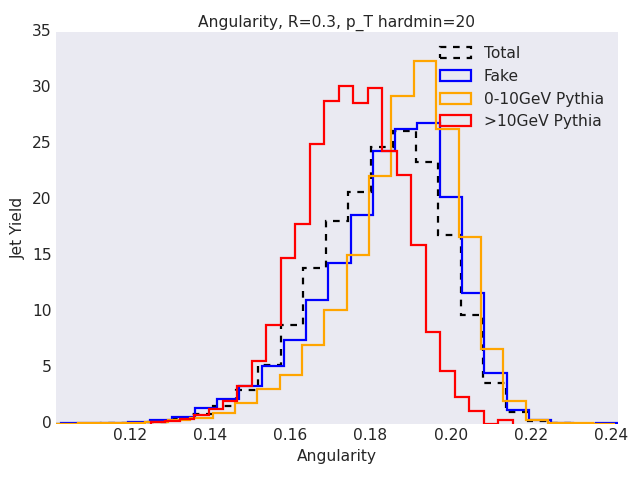 Angularity, R=0.3, p_T hardmin=20
35
30
25
20
15
10
5
0
Jet Yield
Total
Fake
0-10GeV Pythia
>10GeV Pythia
0.12 0.14 0.16 0.18 0.20 0.22 0.24
Angularity